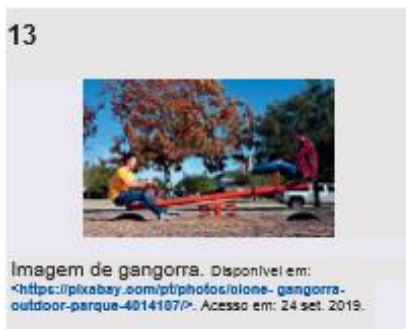 13
Imagem de gangorra. Disponível em:
<https://pixabay.com/pt/photos/oione- gangorra-
outdoor-parque-4014107/>. Acesso em: 24 set. 2019.